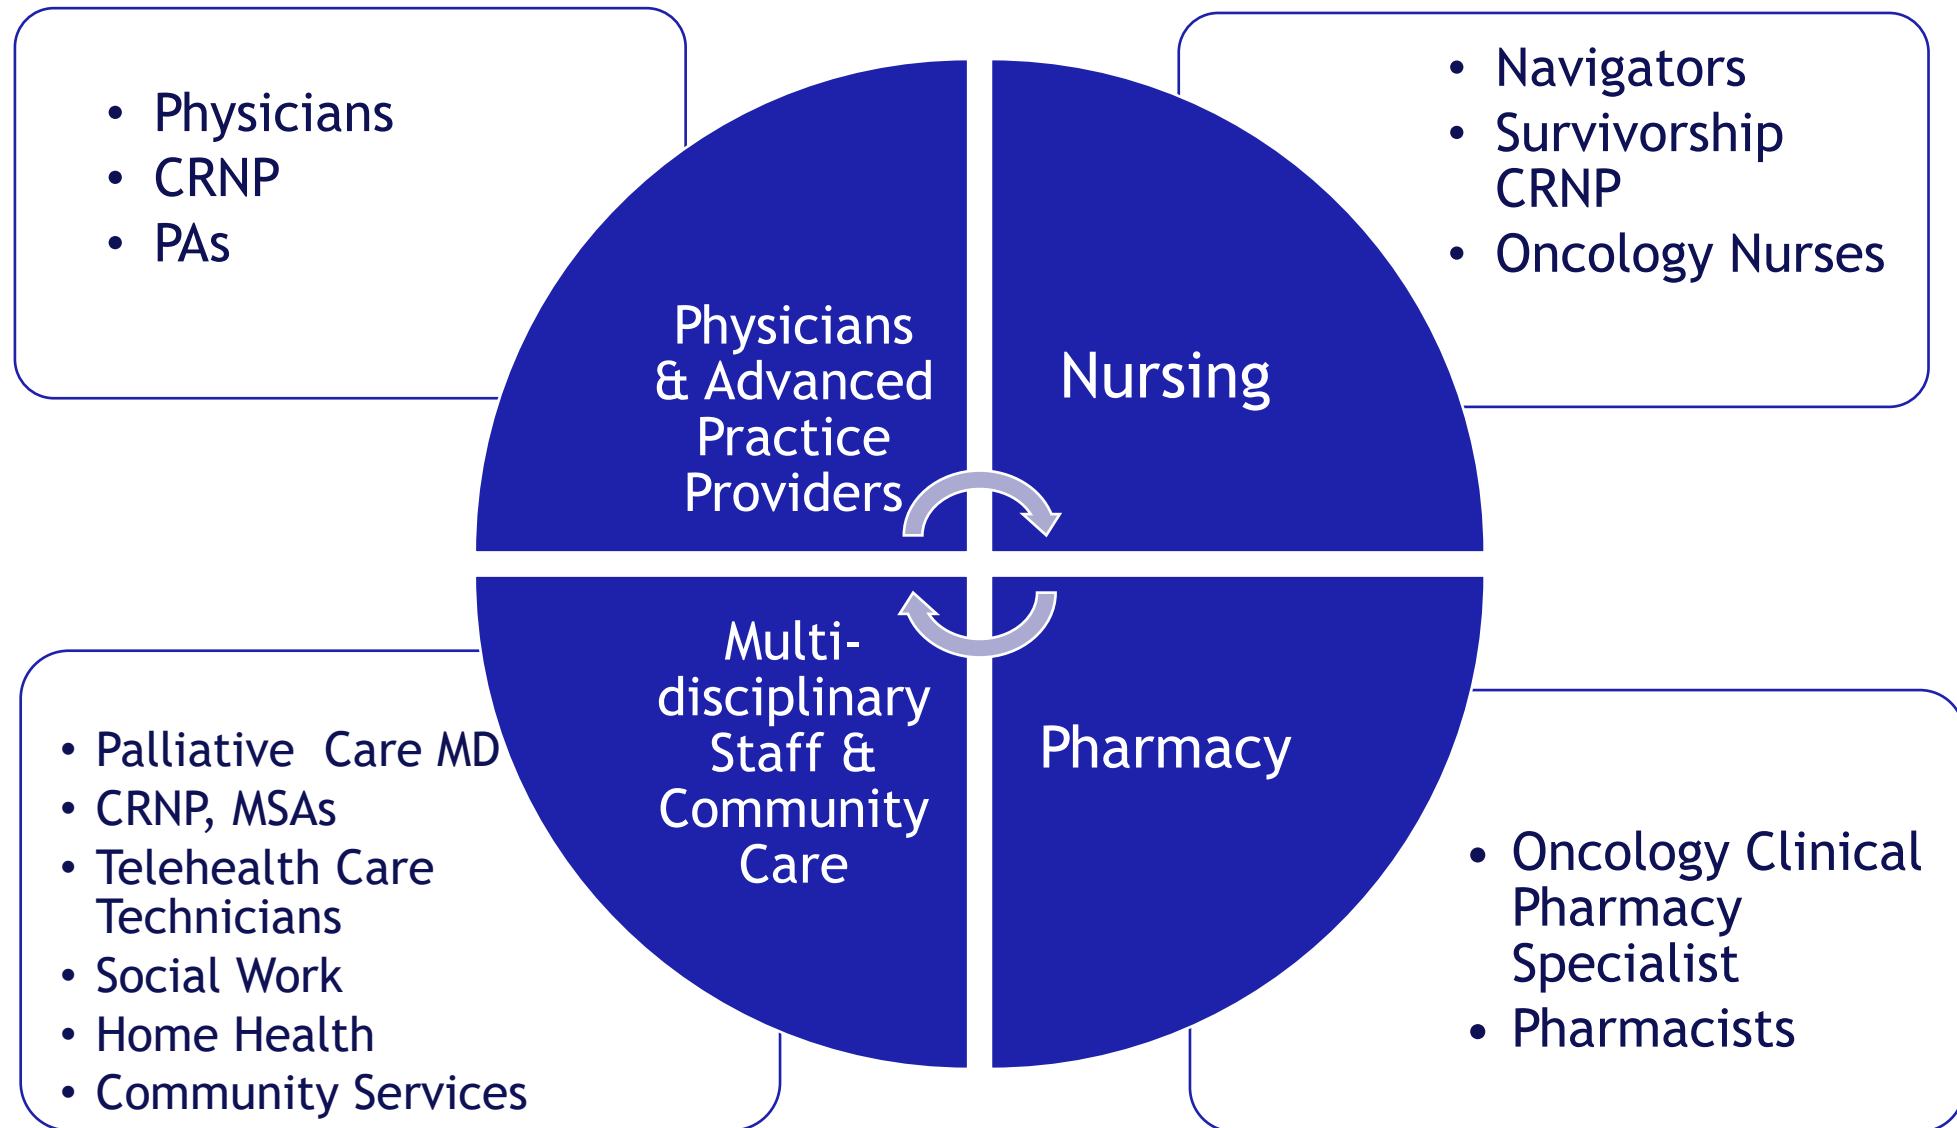 • Physicians
• CRNP
• PAs
Physicians
& Advanced
Practice
Providers
Nursing
• Navigators
• Survivorship
CRNP
• Oncology Nurses
• Palliative  Care MD
• CRNP, MSAs
• Telehealth Care
Technicians
• Social Work
• Home Health
• Community Services
Multi-
disciplinary
Staff &
Community
Care
Pharmacy
• Oncology Clinical
Pharmacy
Specialist
• Pharmacists